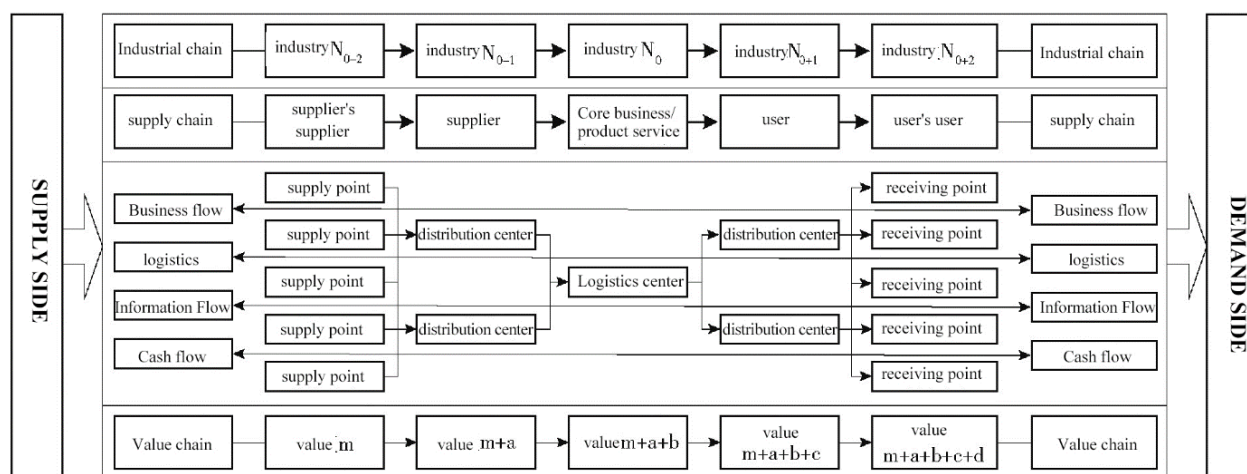 SUPPLY SIDE
Industrial chain
industry N₀₋₂
industry N₀₋₁
industry N₀
industry N₀₊₁
industry N₀₊₂
Industrial chain
supply chain
supplier's
supplier
supplier
Core business/
product service
user
user's user
supply chain
Business flow
logistics
Information Flow
Cash flow
supply point
supply point
supply point
supply point
supply point
distribution center
distribution center
Logistics center
distribution center
distribution center
receiving point
receiving point
receiving point
receiving point
receiving point
Business flow
logistics
Information Flow
Cash flow
Value chain
value m
value m+a
value m+a+b
value
m+a+b+c
value
m+a+b+c+d
Value chain
DEMAND SIDE